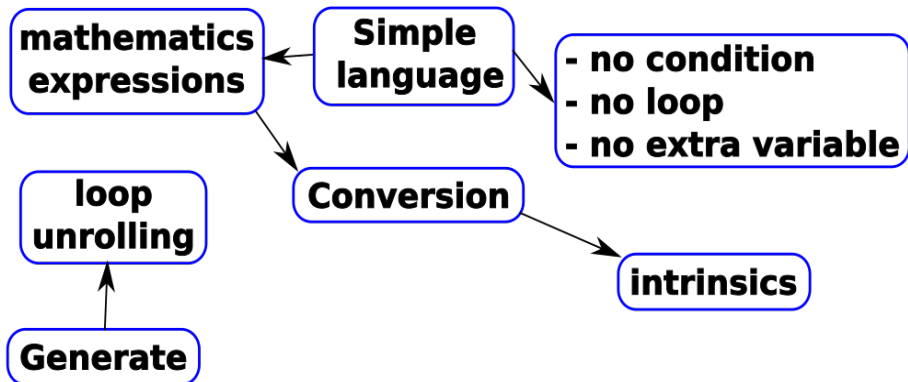 mathematics
expressions
Simple
language
- no condition
- no loop
- no extra variable
Conversion
loop
unrolling
intrinsics
Generate